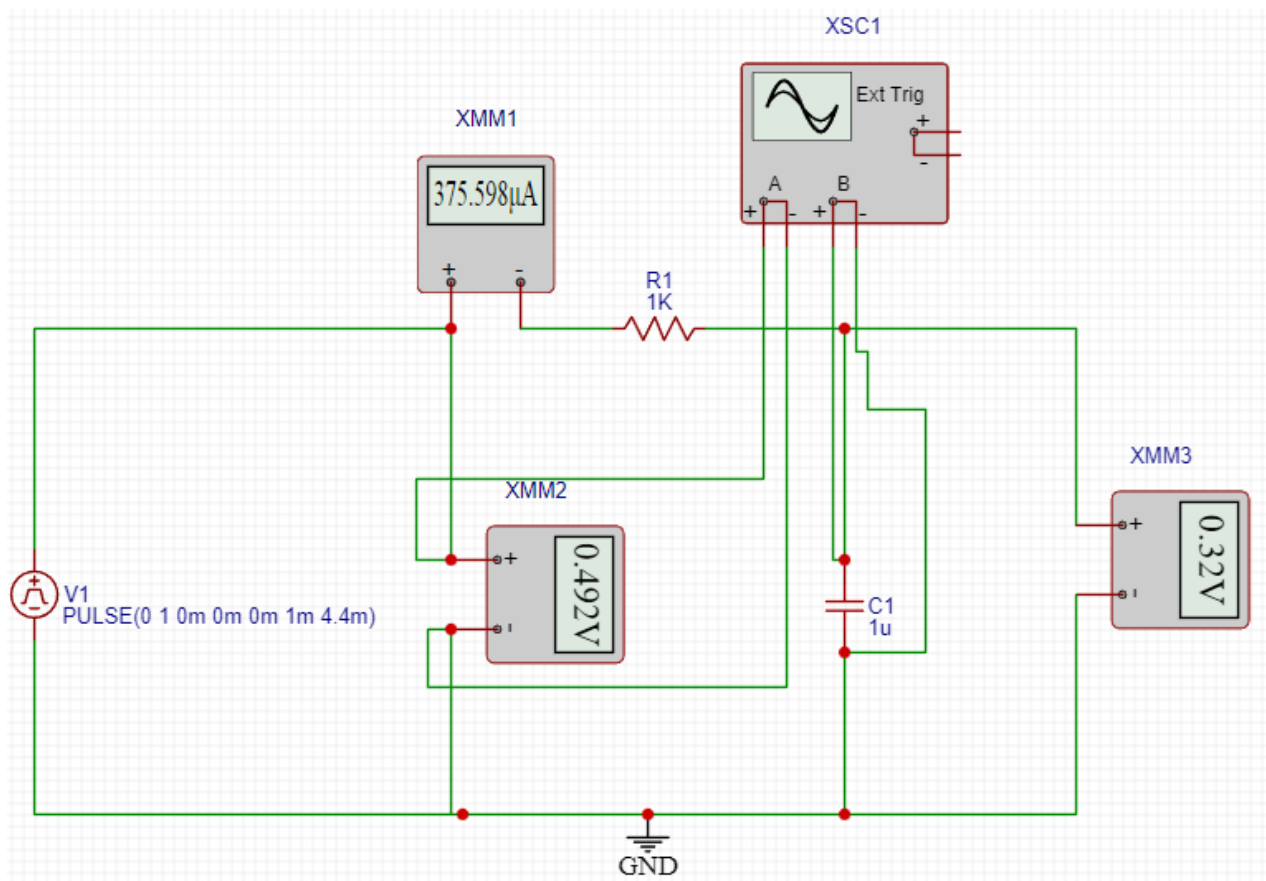 XSC1
Ext Trig
+
-
A
B
+
-
+
-
XMM1
375.598μA
+
-
R1
1K
XMM2
+
0.492V
-
XMM3
+
0.32V
-
V1
PULSE(0 1 0m 0m 0m 1m 4.4m)
C1
1u
GND